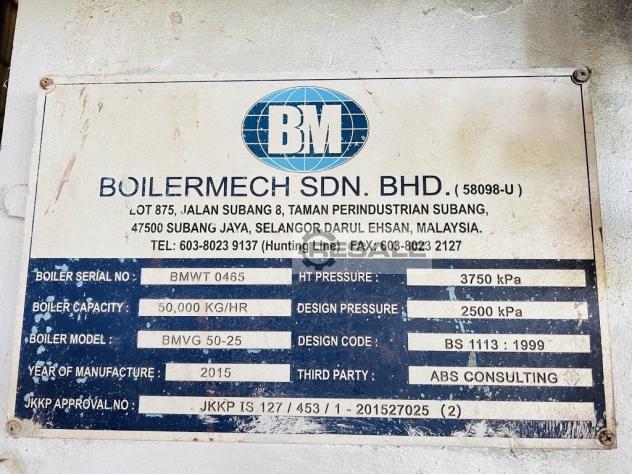 BM
BOILERMECH SDN. BHD. ( 58098-U )
LOT 875, JALAN SUBANG 8, TAMAN PERINDUSTRIAN SUBANG,
47500 SUBANG JAYA, SELANGOR DARUL EHSAN, MALAYSIA.
TEL: 603-8023 9137 (Hunting Line) FAX: 603-8023 2127
GESALE
BOILER SERIAL NO : BMWT 0465 HT PRESSURE : 3750 kPa
BOILER CAPACITY : 50,000 KG/HR DESIGN PRESSURE : 2500 kPa
BOILER MODEL : BMVG 50-25 DESIGN CODE : BS 1113 : 1999
YEAR OF MANUFACTURE : 2015 THIRD PARTY : ABS CONSULTING
JKKP APPROVAL NO : JKKP IS 127 / 453 / 1 - 201527025 (2)